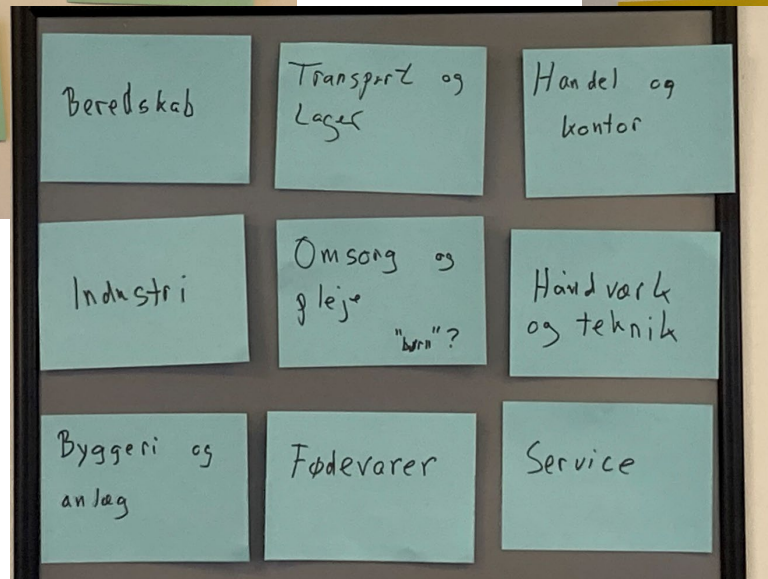 Beredskab
Transport og
Lager
Handel og
kontor
Industri
Omsorg og
pleje
"børn"?
Håndværk
og teknik
Byggeri og
anlæg
Fødevarer
Service